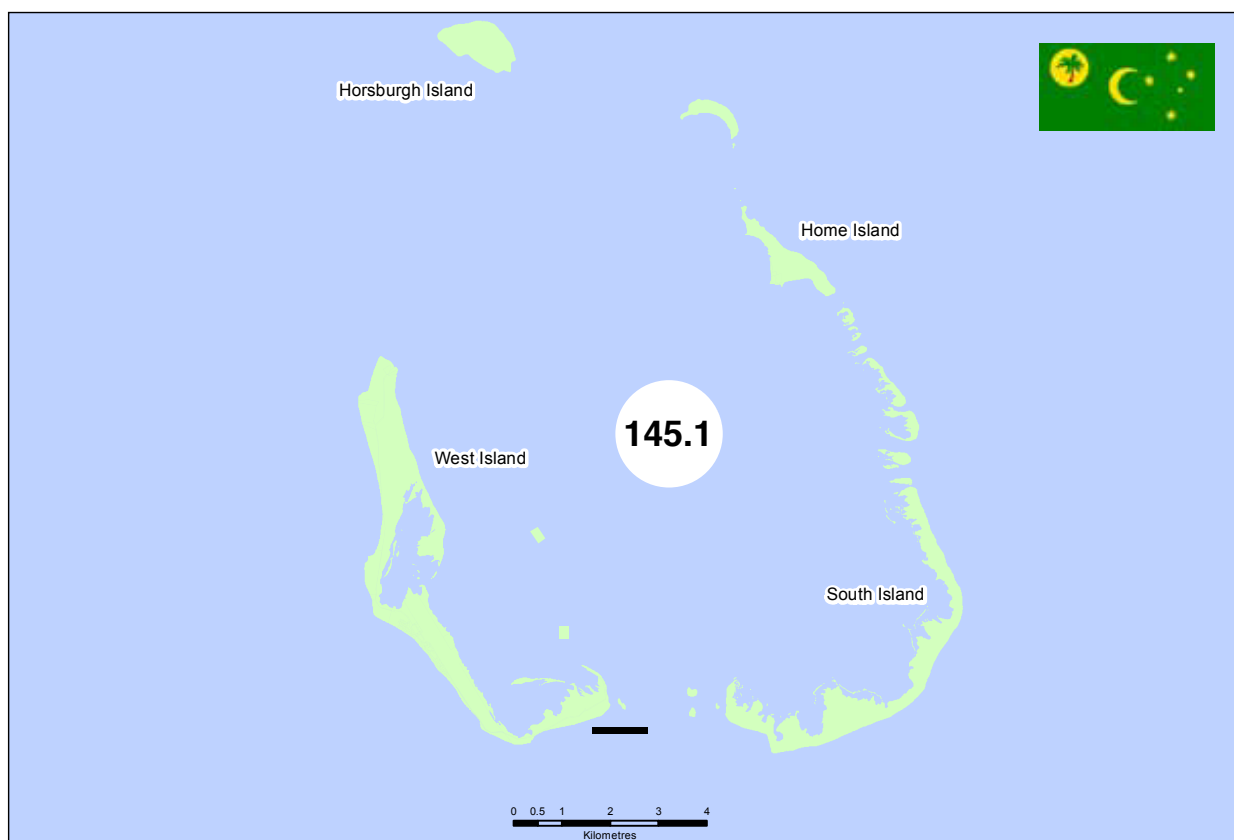 Horsburgh Island
Home Island
145.1
West Island
South Island
0 0.5 1 2 3 4
Kilometres